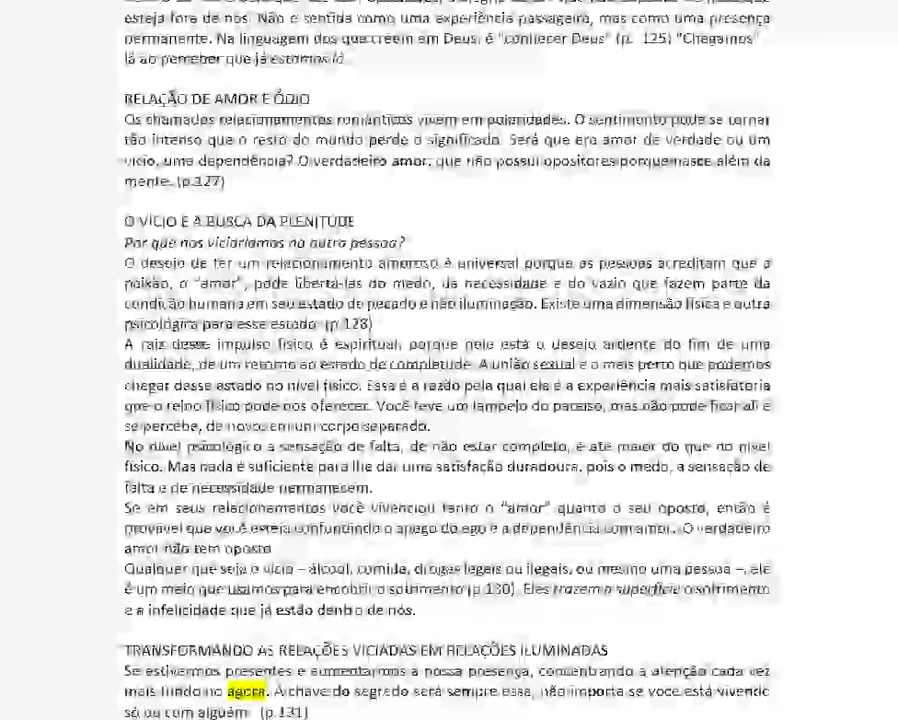 esteja fora de nós. Não é sentida como uma experiência passageira, mas como uma presença
permanente. Na linguagem dos que creem em Deus, é "conhecer Deus" (p. 125) "Chegamos"
lá ao perceber que já estamos lá.
RELAÇÃO DE AMOR E ÓDIO
Os chamados relacionamentos românticos vivem em polaridades. O sentimento pode se tornar
tão intenso que o resto do mundo perde o significado. Será que era amor de verdade ou um
vício, uma dependência? O verdadeiro amor, que não possui opositores porque nasce além da
mente. (p.127)
O VÍCIO E A BUSCA DA PLENITUDE
Por que nos viciaríamos na outra pessoa?
O desejo de ter um relacionamento amoroso é universal porque as pessoas acreditam que a
paixão, o "amor", pode libertá-las do medo, da necessidade e do vazio que fazem parte da
condição humana em seu estado de pecado e não iluminação. Existe uma dimensão física e outra
psicológica para esse estado (p.128)
A raiz desse impulso físico é espiritual, porque nele está o desejo ardente do fim de uma
dualidade, de um retorno ao estado de completude. A união sexual é o mais perto que podemos
chegar desse estado no nível físico. Essa é a razão pela qual ela é a experiência mais satisfatória
que o reino físico pode nos oferecer. Você teve um lampejo do paraíso, mas não pode ficar ali e
se percebe, de novo, em um corpo separado.
No nível psicológico a sensação de falta, de não estar completo, é até maior do que no nível
físico. Mas nada é suficiente para lhe dar uma satisfação duradoura, pois o medo, a sensação de
falta e de necessidade permanecem.
Se em seus relacionamentos você vivenciou tanto o "amor" quanto o seu oposto, então é
provável que você esteja confundindo o apego do ego e a dependência com amor. O verdadeiro
amor não tem oposto
Qualquer que seja o vício – álcool, comida, drogas legais ou ilegais, ou mesmo uma pessoa –, ele
é um meio que usamos para encobrir o sofrimento (p.130). Eles trazem à superfície o sofrimento
e a infelicidade que já estão dentro de nós.
TRANSFORMANDO AS RELAÇÕES VICIADAS EM RELAÇÕES ILUMINADAS
Se estivermos presentes e aumentarmos a nossa presença, concentrando a atenção cada vez
mais fundo no agora. A chave do segredo será sempre essa, não importa se você está vivendo
só ou com alguém (p.131)